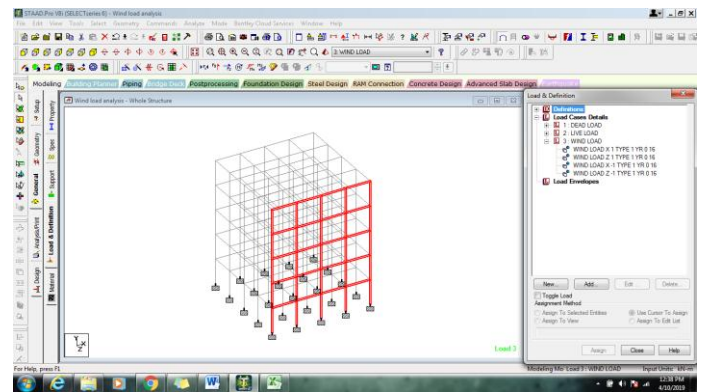 STAAD.Pro V8i (SELECTseries 6) - Wind load analysis
File Edit View Tools Select Geometry Commands Analyze Mode Bentley Cloud Services Window Help
3: WIND LOAD
Modeling Building Planner Piping Bridge Deck Postprocessing Foundation Design Steel Design RAM Connection Concrete Design Advanced Slab Design
Setup
Geometry
General
Analysis/Print
Design
Property
Spec
Support
Load & Definition
Material
Wind load analysis - Whole Structure
Y
X
Z
Load 3
Load & Definition
Definitions
Load Cases Details
1 : DEAD LOAD
2 : LIVE LOAD
3 : WIND LOAD
WIND LOAD X 1 TYPE 1 YR 0 16
WIND LOAD Z 1 TYPE 1 YR 0 16
WIND LOAD X -1 TYPE 1 YR 0 16
WIND LOAD Z -1 TYPE 1 YR 0 16
Load Envelopes
New... Add... Edit... Delete...
Toggle Load
Assignment Method
Assign To Selected Entities Use Cursor To Assign
Assign To View Assign To Edit List
Assign Close Help
For Help, press F1
Modeling Mo Load 3 : WIND LOAD Input Units: kN-m
12:38 PM
4/10/2019